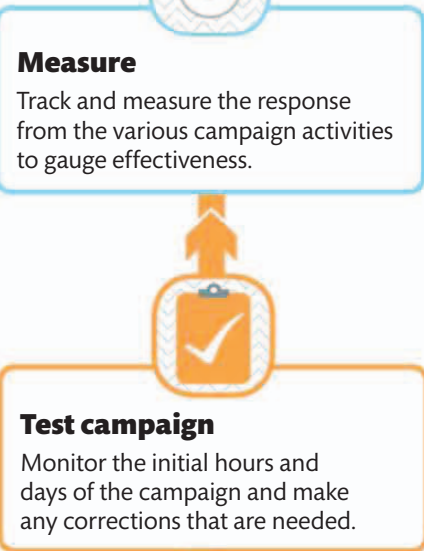 Measure
Track and measure the response
from the various campaign activities
to gauge effectiveness.
Test campaign
Monitor the initial hours and
days of the campaign and make
any corrections that are needed.